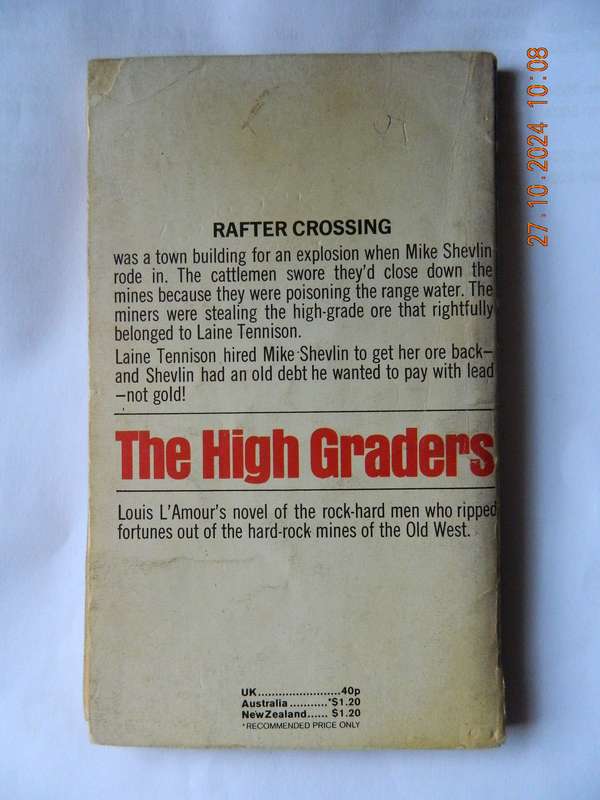 27.10.2024 10:08
RAFTER CROSSING
was a town building for an explosion when Mike Shevlin
rode in. The cattlemen swore they'd close down the
mines because they were poisoning the range water. The
miners were stealing the high-grade ore that rightfully
belonged to Laine Tennison.
Laine Tennison hired Mike Shevlin to get her ore back–
and Shevlin had an old debt he wanted to pay with lead
–not gold!
The High Graders
Louis L'Amour's novel of the rock-hard men who ripped
fortunes out of the hard-rock mines of the Old West.
UK........................40p
Australia...........*$1.20
NewZealand...... $1.20
*RECOMMENDED PRICE ONLY